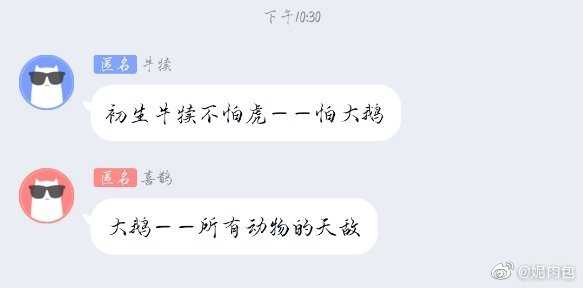 下午10:30
匿名 牛犊
初生牛犊不怕虎——怕大鹅
匿名 喜鹊
大鹅——所有动物的天敌
@妮肉包